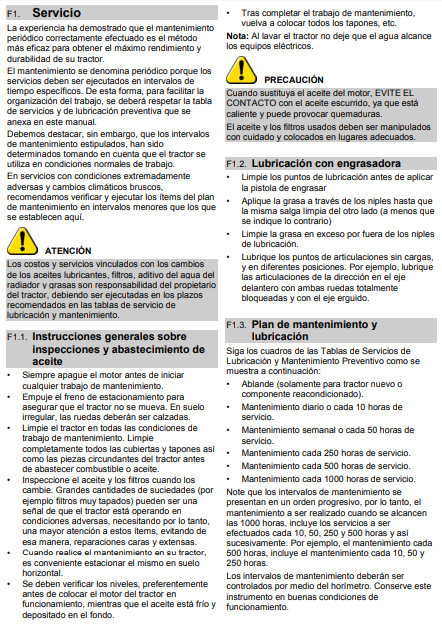 F1. Servicio
La experiencia ha demostrado que el mantenimiento
periódico correctamente efectuado es el método
más eficaz para obtener el máximo rendimiento y
durabilidad de su tractor.
El mantenimiento se denomina periódico porque los
servicios deben ser ejecutados en intervalos de
tiempo específicos. De esta forma, para facilitar la
organización del trabajo, se deberá respetar la tabla
de servicios y de lubricación preventiva que se
anexa en este manual.
Debemos destacar, sin embargo, que los intervalos
de mantenimiento estipulados, han sido
determinados tomando en cuenta que el tractor se
utiliza en condiciones normales de trabajo.
En servicios con condiciones extremadamente
adversas y cambios climáticos bruscos,
recomendamos verificar y ejecutar los ítems del plan
de mantenimiento en intervalos menores que los que
se establecen aquí.
ATENCIÓN
Los costos y servicios vinculados con los cambios
de los aceites lubricantes, filtros, aditivo del agua del
radiador y grasas son responsabilidad del propietario
del tractor, debiendo ser ejecutadas en los plazos
recomendados en las tablas de servicio de
lubricación y mantenimiento.
F1.1. Instrucciones generales sobre
inspecciones y abastecimiento de
aceite
• Siempre apague el motor antes de iniciar
cualquier trabajo de mantenimiento.
• Empuje el freno de estacionamiento para
asegurar que el tractor no se mueva. En suelo
irregular, las ruedas deberán ser calzadas.
• Limpie el tractor en todas las condiciones de
trabajo de mantenimiento. Limpie
completamente todos las cubiertas y tapones así
como las piezas circundantes del tractor antes
de abastecer combustible o aceite.
• Inspeccione el aceite y los filtros cuando los
cambie. Grandes cantidades de suciedades (por
ejemplo filtros muy tapados) pueden ser una
señal de que el tractor está operando en
condiciones adversas, necesitando por lo tanto,
una mayor atención a estos ítems, evitando de
esa manera, reparaciones caras y extensas.
• Cuando realice el mantenimiento en su tractor,
es conveniente estacionar el mismo en suelo
horizontal.
• Se deben verificar los niveles, preferentemente
antes de colocar el motor del tractor en
funcionamiento, mientras que el aceite está frío y
depositado en el fondo.
• Tras completar el trabajo de mantenimiento,
vuelva a colocar todos los tapones, etc.
Nota: Al lavar el tractor no deje que el agua alcance
los equipos eléctricos.
PRECAUCIÓN
Cuando sustituya el aceite del motor, EVITE EL
CONTACTO con el aceite escurrido, ya que está
caliente y puede provocar quemaduras.
El aceite y los filtros usados deben ser manipulados
con cuidado y colocados en lugares adecuados.
F1.2. Lubricación con engrasadora
• Limpie los puntos de lubricación antes de aplicar
la pistola de engrasar
• Aplique la grasa a través de los niples hasta que
la misma salga limpia del otro lado (a menos que
se indique lo contrario)
• Limpie la grasa en exceso por fuera de los niples
de lubricación.
• Lubrique los puntos de articulaciones sin cargas,
y en diferentes posiciones. Por ejemplo, lubrique
las articulaciones de la dirección en el eje
delantero con ambas ruedas totalmente
bloqueadas y con el eje erguido.
F1.3. Plan de mantenimiento y
lubricación
Siga los cuadros de las Tablas de Servicios de
Lubricación y Mantenimiento Preventivo como se
muestra a continuación:
• Ablande (solamente para tractor nuevo o
componente reacondicionado).
• Mantenimiento diario o cada 10 horas de
servicio.
• Mantenimiento semanal o cada 50 horas de
servicio.
• Mantenimiento cada 250 horas de servicio.
• Mantenimiento cada 500 horas de servicio.
• Mantenimiento cada 1000 horas de servicio.
Note que los intervalos de mantenimiento se
presentan en un orden progresivo, por lo tanto, el
mantenimiento a ser realizado cuando se alcancen
las 1000 horas, incluye los servicios a ser
efectuados cada 10, 50, 250 y 500 horas y así
sucesivamente. Por ejemplo, el mantenimiento cada
500 horas, incluye el mantenimiento cada 10, 50 y
250 horas.
Los intervalos de mantenimiento deberán ser
controlados por medio del horímetro. Conserve este
instrumento en buenas condiciones de
funcionamiento.